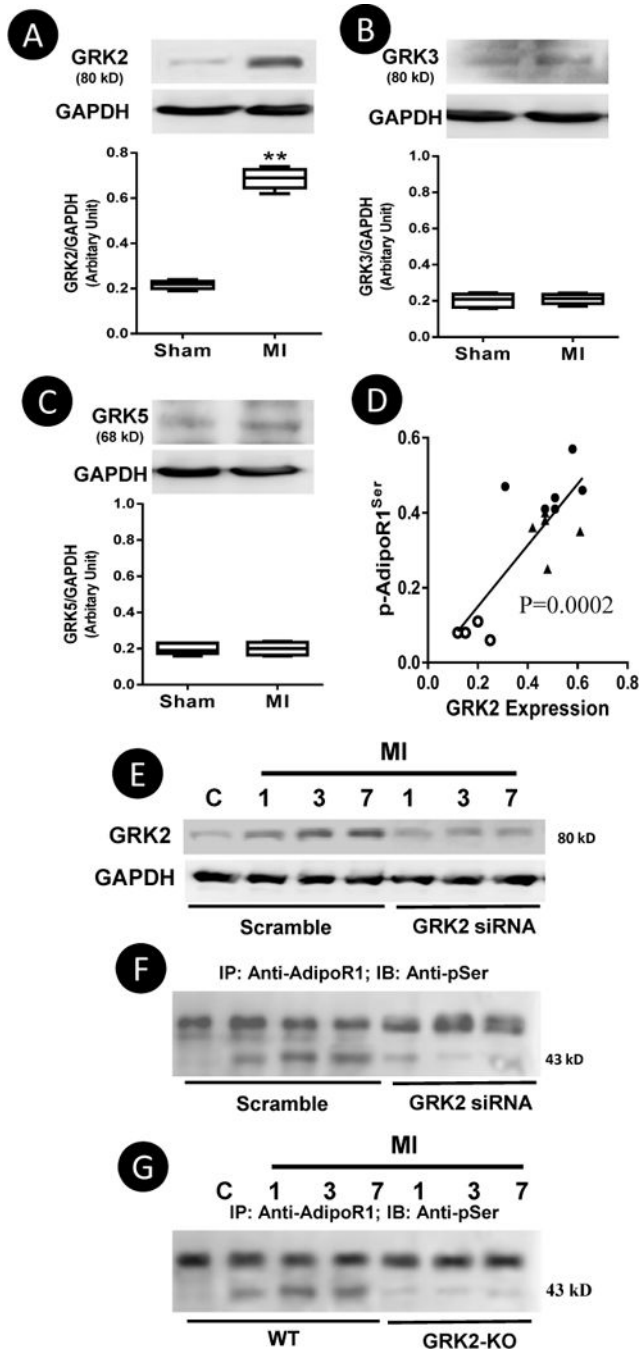 A
GRK2
(80 kD)
GAPDH
GRK2/GAPDH
(Arbitary Unit)
0.8
0.6
0.4
0.2
0.0
**
Sham MI
B
GRK3
(80 kD)
GAPDH
GRK3/GAPDH
(Arbitary Unit)
1.0
0.8
0.6
0.4
0.2
0.0
Sham MI
C
GRK5
(68 kD)
GAPDH
GRK5/GAPDH
(Arbitary Unit)
1.0
0.8
0.6
0.4
0.2
0.0
Sham MI
D
p-AdipoR1Ser
0.6
0.4
0.2
0.0
P=0.0002
0.0 0.2 0.4 0.6 0.8
GRK2 Expression
E
MI
C 1 3 7 1 3 7
GRK2 80 kD
GAPDH
Scramble GRK2 siRNA
F
IP: Anti-AdipoR1; IB: Anti-pSer
43 kD
Scramble GRK2 siRNA
G
MI
C 1 3 7 1 3 7
IP: Anti-AdipoR1; IB: Anti-pSer
43 kD
WT GRK2-KO